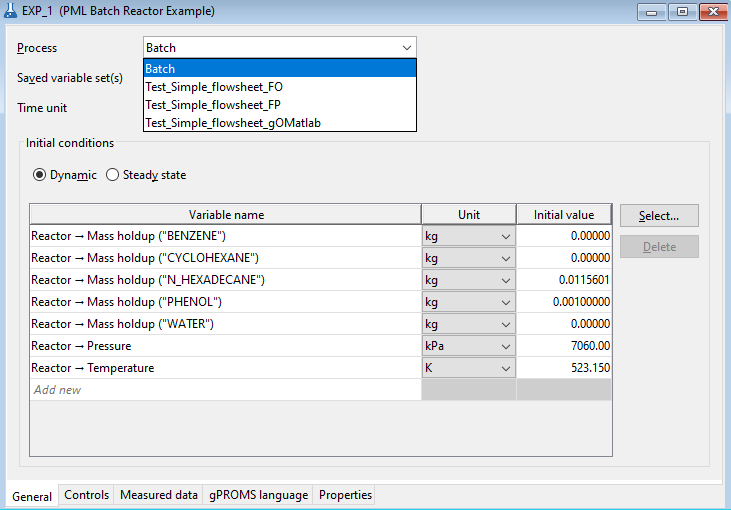 EXP_1 (PML Batch Reactor Example)
Process
Batch
Batch
Saved variable set(s)
Test_Simple_flowsheet_FO
Time unit
Test_Simple_flowsheet_FP
Test_Simple_flowsheet_gOMatlab
Initial conditions
Dynamic Steady state
Variable name Unit Initial value Select...
Reactor → Mass holdup ("BENZENE") kg 0.00000
Delete
Reactor → Mass holdup ("CYCLOHEXANE") kg 0.00000
Reactor → Mass holdup ("N_HEXADECANE") kg 0.0115601
Reactor → Mass holdup ("PHENOL") kg 0.00100000
Reactor → Mass holdup ("WATER") kg 0.00000
Reactor → Pressure kPa 7060.00
Reactor → Temperature K 523.150
Add new
General Controls Measured data gPROMS language Properties